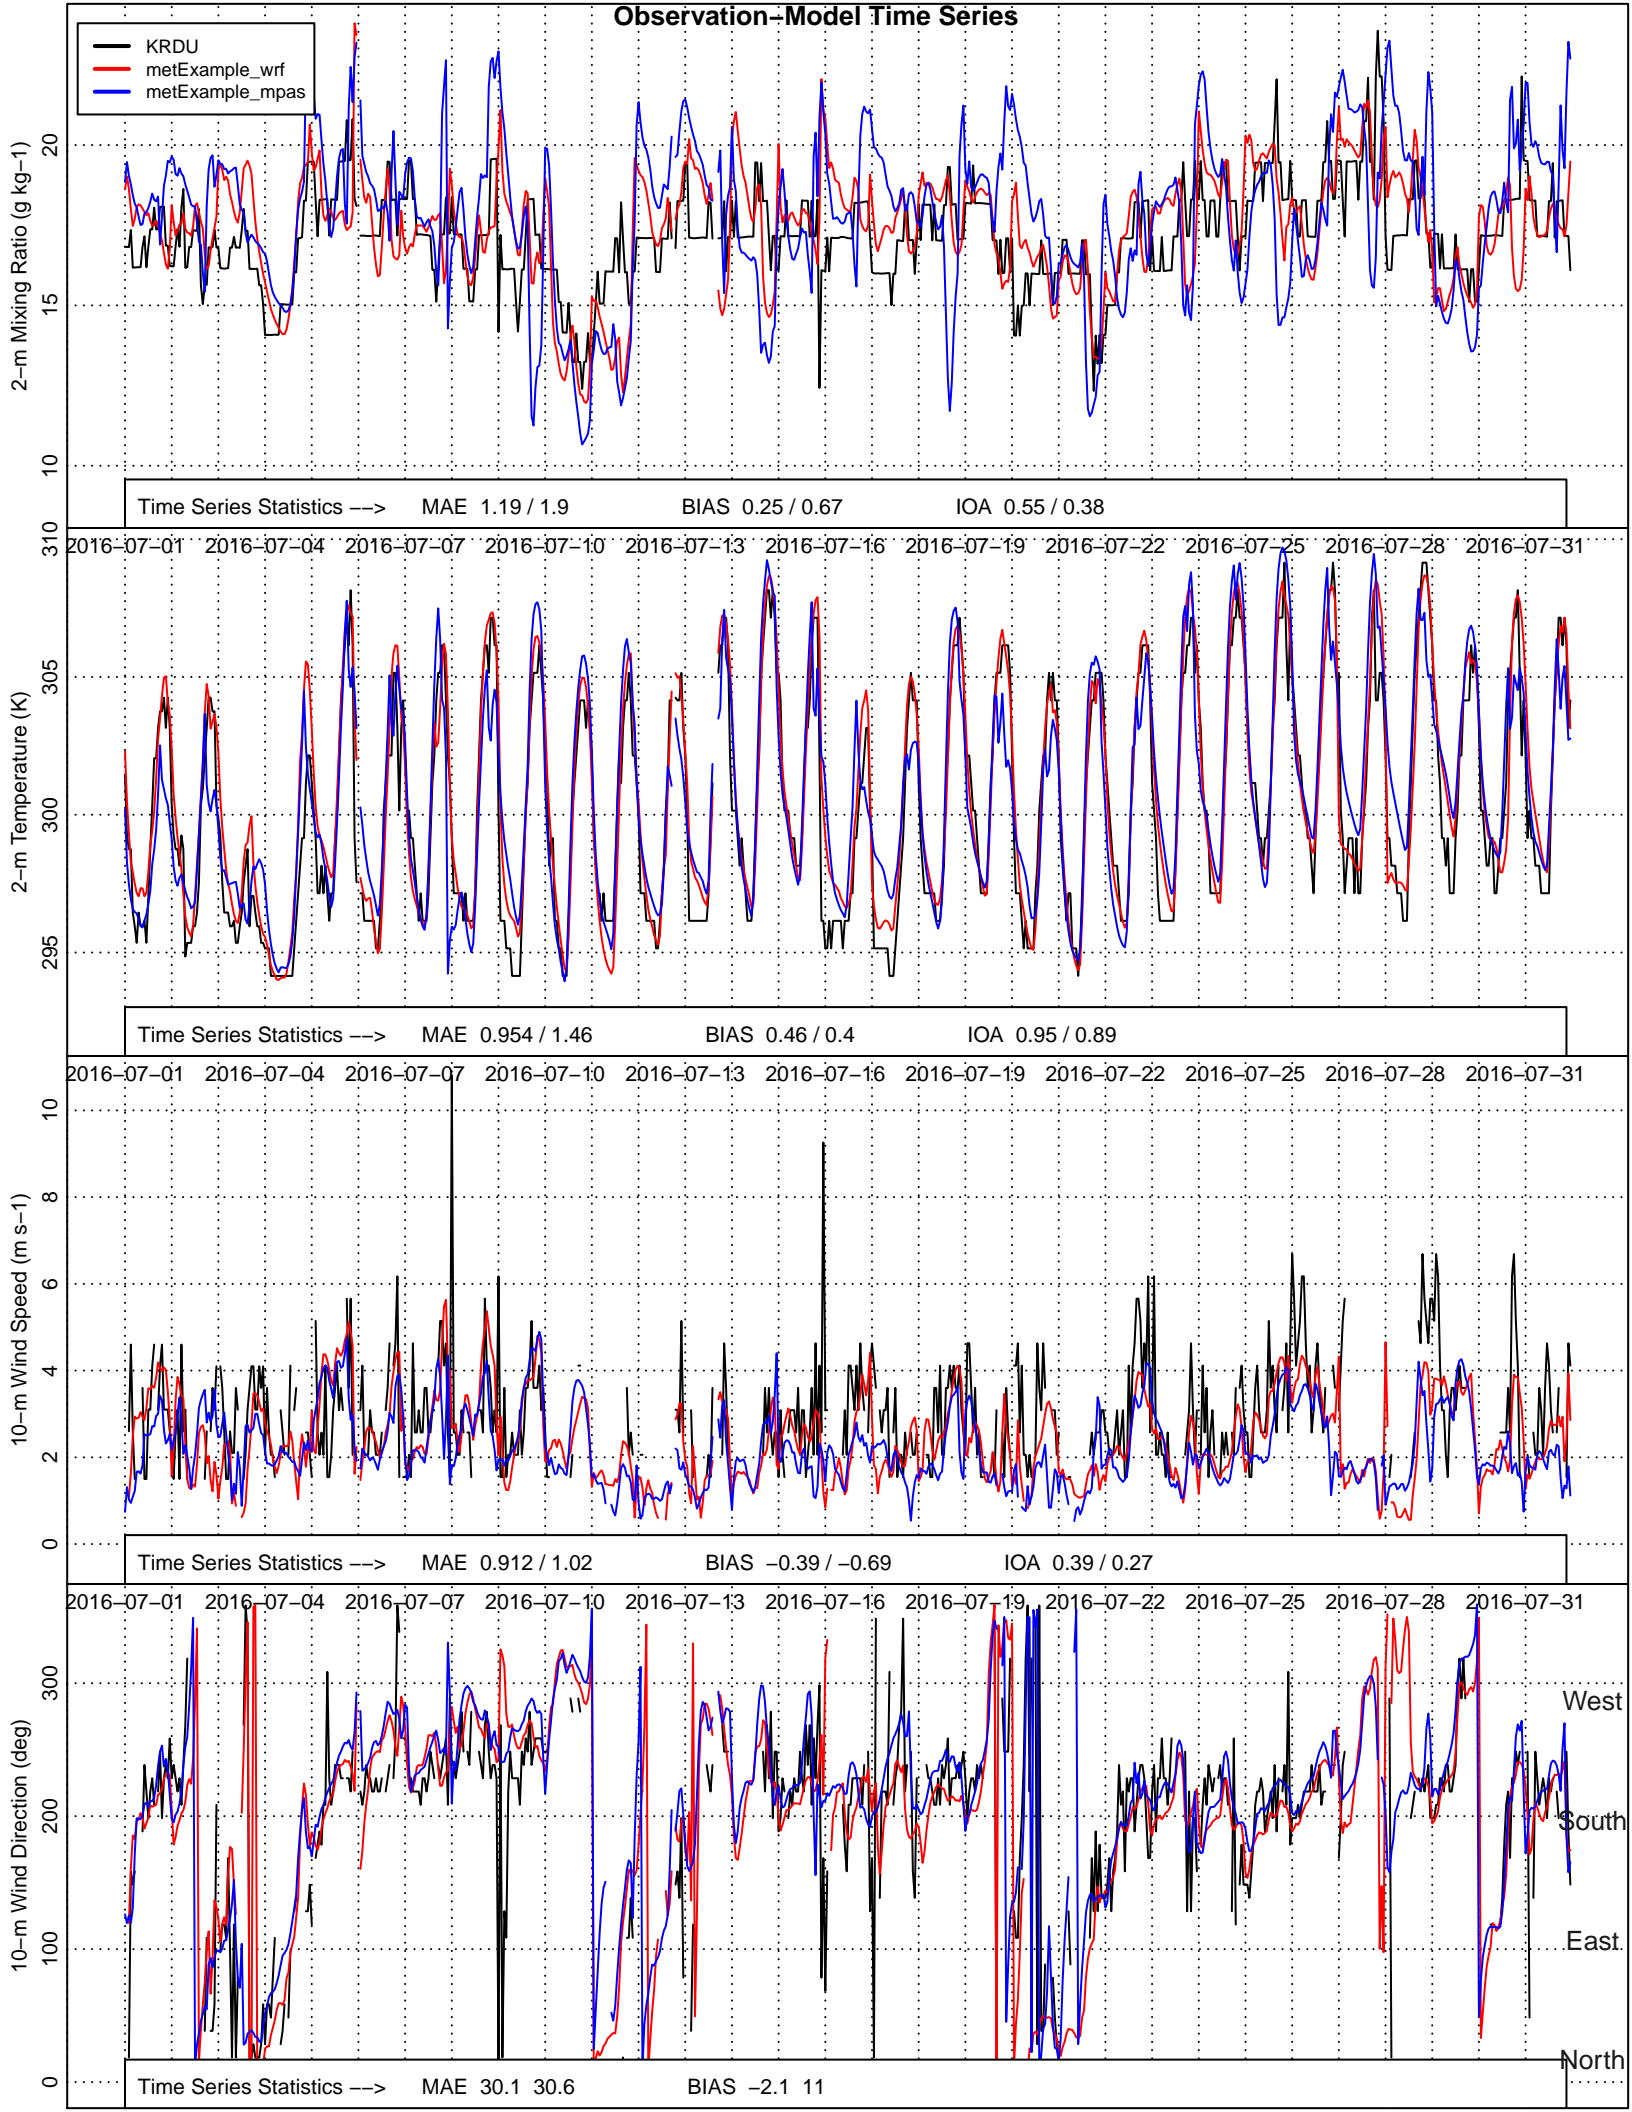 Observation−Model Time Series
KRDU
metExample_wrf
metExample_mpas
2−m Mixing Ratio (g kg−1)
20
15
10
Time Series Statistics −−> MAE 1.19 / 1.9 BIAS 0.25 / 0.67 IOA 0.55 / 0.38
2016−07−01 2016−07−04 2016−07−07 2016−07−10 2016−07−13 2016−07−16 2016−07−19 2016−07−22 2016−07−25 2016−07−28 2016−07−31
2−m Temperature (K)
310
305
300
295
Time Series Statistics −−> MAE 0.954 / 1.46 BIAS 0.46 / 0.4 IOA 0.95 / 0.89
2016−07−01 2016−07−04 2016−07−07 2016−07−10 2016−07−13 2016−07−16 2016−07−19 2016−07−22 2016−07−25 2016−07−28 2016−07−31
10−m Wind Speed (m s−1)
10
8
6
4
2
0
Time Series Statistics −−> MAE 0.912 / 1.02 BIAS −0.39 / −0.69 IOA 0.39 / 0.27
2016−07−01 2016−07−04 2016−07−07 2016−07−10 2016−07−13 2016−07−16 2016−07−19 2016−07−22 2016−07−25 2016−07−28 2016−07−31
10−m Wind Direction (deg)
300
West
200
South
100
East
North
0
Time Series Statistics −−> MAE 30.1 30.6 BIAS −2.1 11